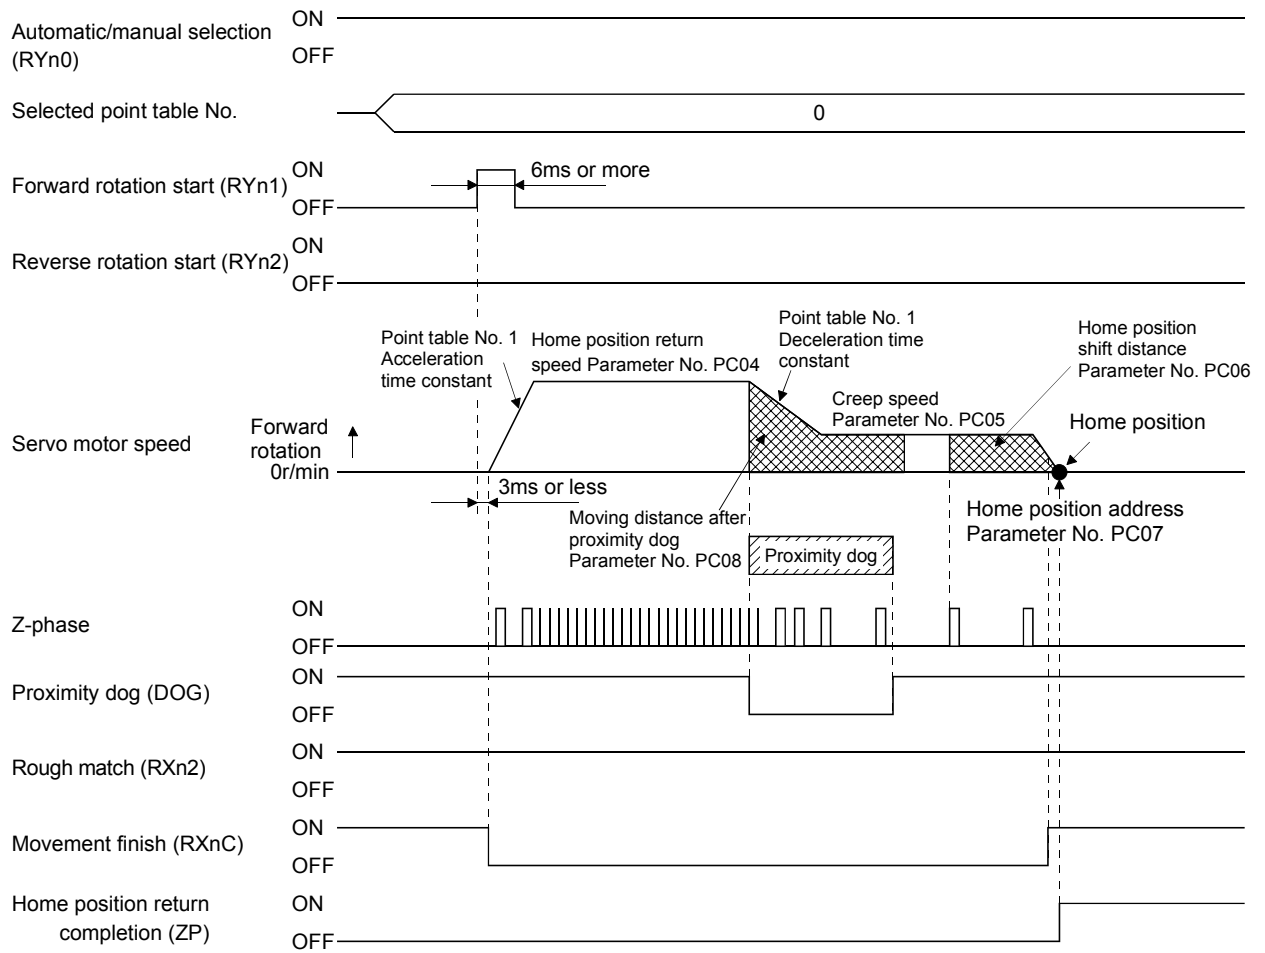 Automatic/manual selection
(RYn0)
ON
OFF
Selected point table No.
0
Forward rotation start (RYn1)
ON
OFF
6ms or more
Reverse rotation start (RYn2)
ON
OFF
Point table No. 1
Acceleration
time constant
Home position return
speed Parameter No. PC04
Point table No. 1
Deceleration time
constant
Home position
shift distance
Parameter No. PC06
Creep speed
Parameter No. PC05
Home position
Servo motor speed
Forward
rotation
0r/min
3ms or less
Moving distance after
proximity dog
Parameter No. PC08
Proximity dog
Home position address
Parameter No. PC07
Z-phase
ON
OFF
Proximity dog (DOG)
ON
OFF
Rough match (RXn2)
ON
OFF
Movement finish (RXnC)
ON
OFF
Home position return
completion (ZP)
ON
OFF